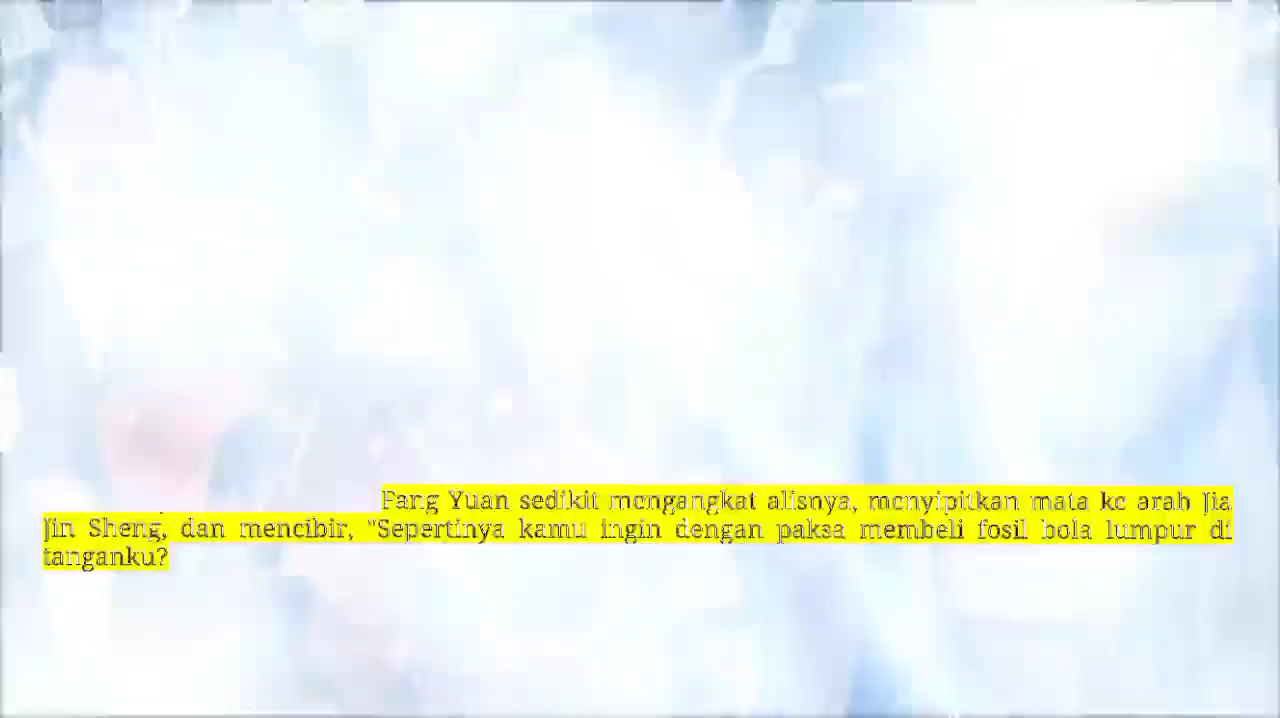 Fang Yuan sedikit mengangkat alisnya, menyipitkan mata ke arah Jia
Jin Sheng, dan mencibir, "Sepertinya kamu ingin dengan paksa membeli fosil bola lumpur di
tanganku?